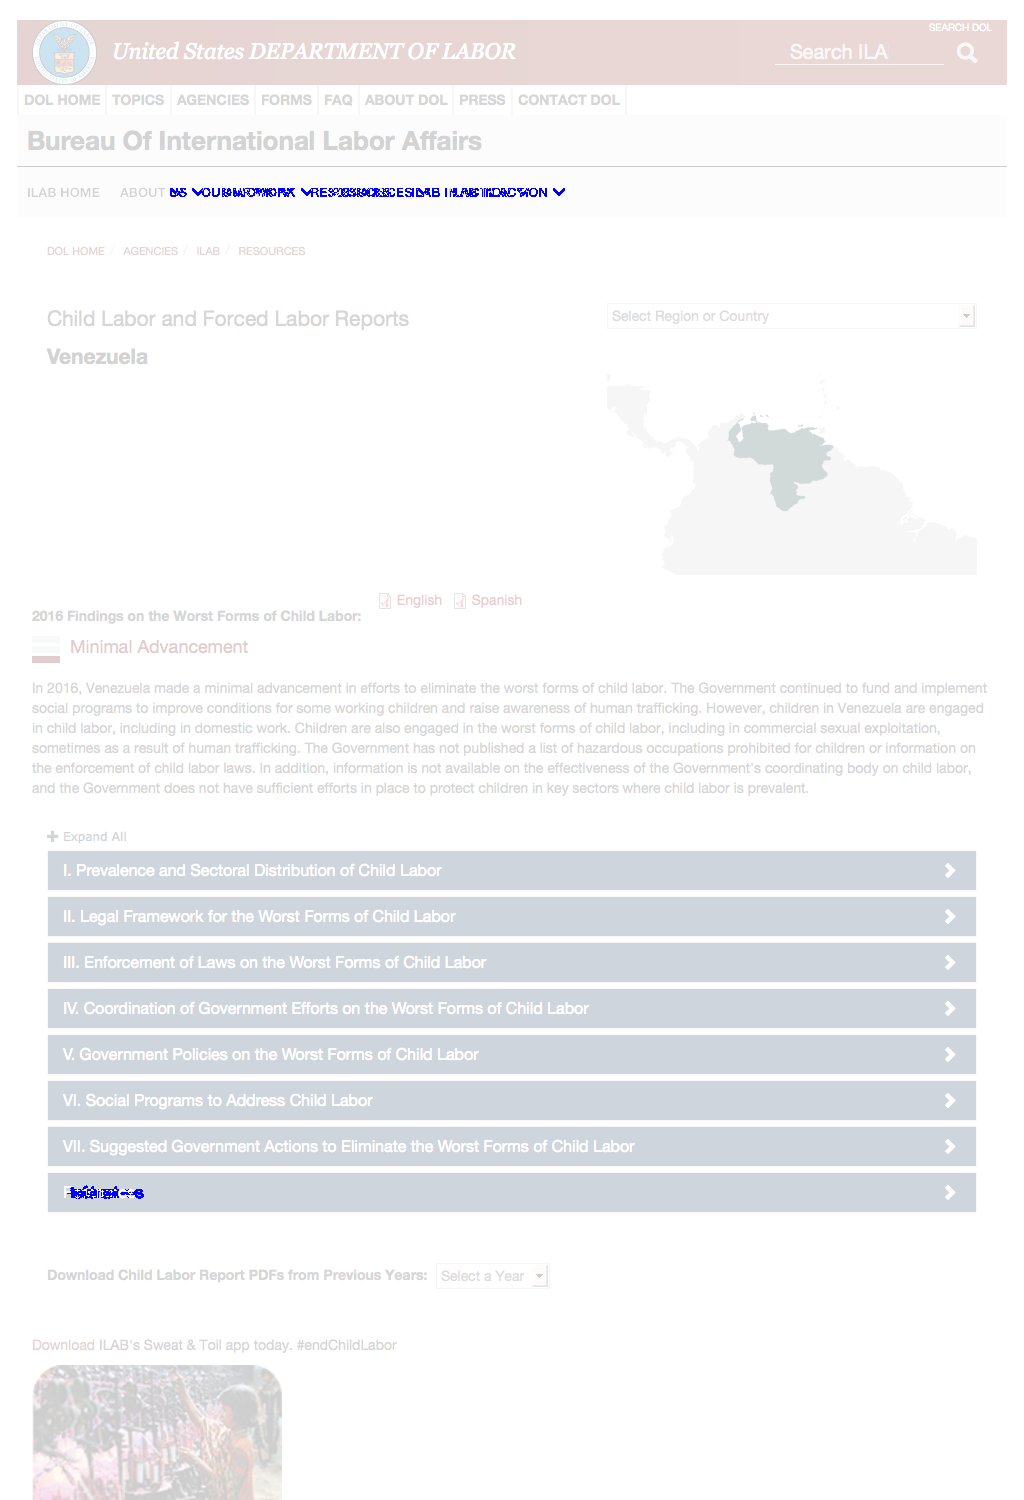 SEARCH DOL
United States DEPARTMENT OF LABOR
Search ILA
DOL HOME TOPICS AGENCIES FORMS FAQ ABOUT DOL PRESS CONTACT DOL
Bureau Of International Labor Affairs
ILAB HOME ABOUT
DOL HOME / AGENCIES / ILAB / RESOURCES
Child Labor and Forced Labor Reports
Select Region or Country
Venezuela
English Spanish
2016 Findings on the Worst Forms of Child Labor:
Minimal Advancement
In 2016, Venezuela made a minimal advancement in efforts to eliminate the worst forms of child labor. The Government continued to fund and implement
social programs to improve conditions for some working children and raise awareness of human trafficking. However, children in Venezuela are engaged
in child labor, including in domestic work. Children are also engaged in the worst forms of child labor, including in commercial sexual exploitation,
sometimes as a result of human trafficking. The Government has not published a list of hazardous occupations prohibited for children or information on
the enforcement of child labor laws. In addition, information is not available on the effectiveness of the Government's coordinating body on child labor,
and the Government does not have sufficient efforts in place to protect children in key sectors where child labor is prevalent.
Expand All
I. Prevalence and Sectoral Distribution of Child Labor
II. Legal Framework for the Worst Forms of Child Labor
III. Enforcement of Laws on the Worst Forms of Child Labor
IV. Coordination of Government Efforts on the Worst Forms of Child Labor
V. Government Policies on the Worst Forms of Child Labor
VI. Social Programs to Address Child Labor
VII. Suggested Government Actions to Eliminate the Worst Forms of Child Labor
Download Child Labor Report PDFs from Previous Years: Select a Year
Download ILAB's Sweat & Toil app today. #endChildLabor